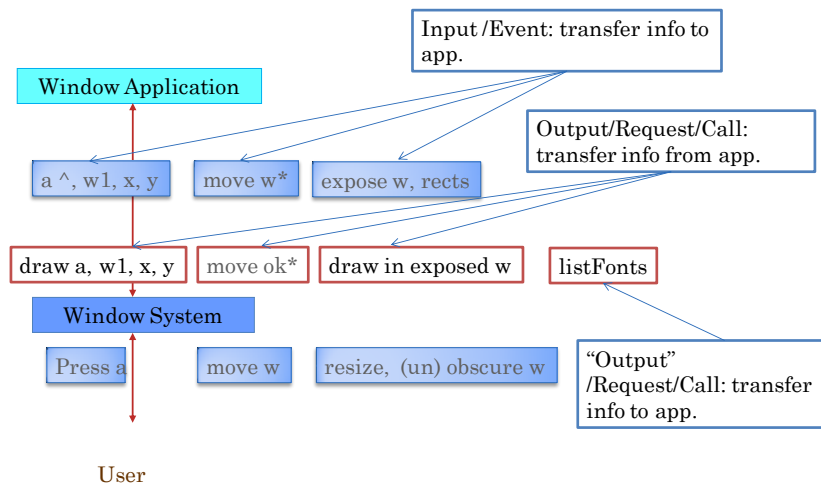 Input /Event: transfer info to
app.
Window Application
Output/Request/Call:
transfer info from app.
a ^, w1, x, y
move w*
expose w, rects
draw a, w1, x, y
move ok*
draw in exposed w
listFonts
Window System
Press a
move w
resize, (un) obscure w
“Output”
/Request/Call: transfer
info to app.
User